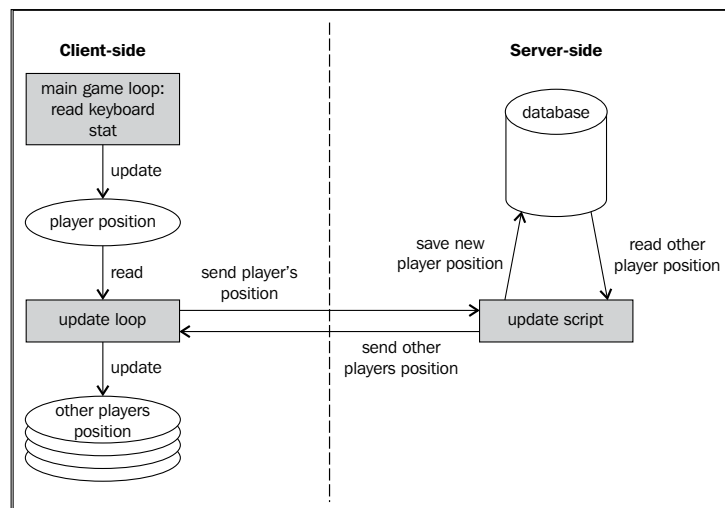 Client-side
main game loop:
read keyboard
stat
update
player position
read
update loop
update
other players
position
send player's
position
send other
players position
Server-side
database
save new
player position
read other
player position
update script